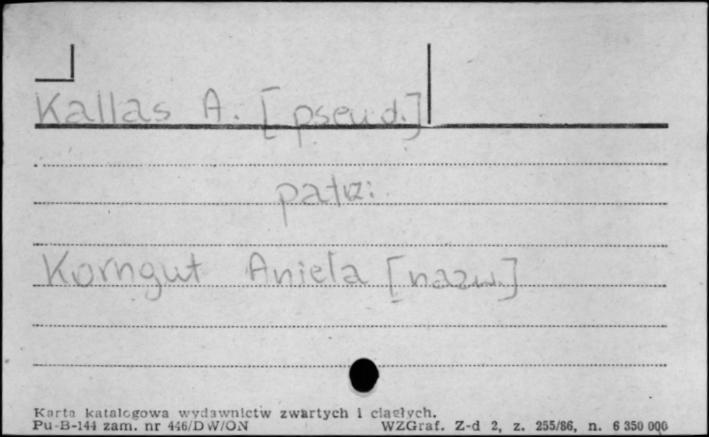 Kallas A. [pseud.]
patrz:
Korngut Aniela [nazw.]
Karta katalogowa wydawnictw zwartych i ciągłych.
Pu-B-144 zam. nr 446/DW/ON WZGraf. Z-d 2, z. 255/86, n. 6 350 000